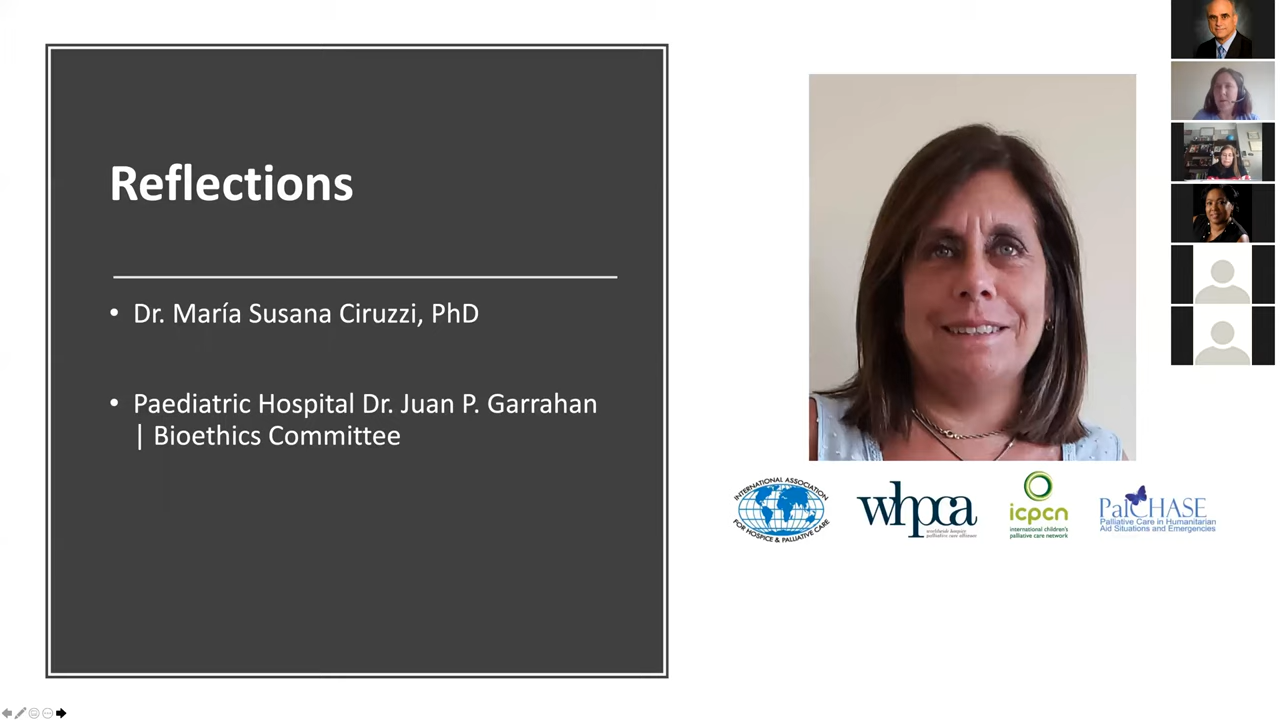 Reflections
• Dr. María Susana Ciruzzi, PhD
• Paediatric Hospital Dr. Juan P. Garrahan
| Bioethics Committee
INTERNATIONAL ASSOCIATION
FOR HOSPICE & PALLIATIVE CARE
whpca
worldwide hospice
palliative care alliance
icpcn
international children's
palliative care network
PalCHASE
Palliative Care in Humanitarian
Aid Situations and Emergencies